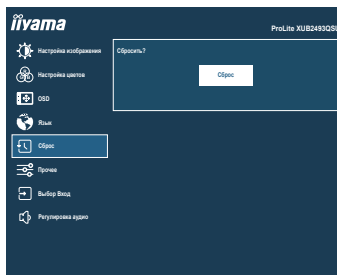 iiyama
ProLite XUB2493QSU
Настройка изображения
Сбросить?
Сброс
Настройка цветов
OSD
Язык
Сброс
Прочее
Выбор Вход
Регулировка аудио